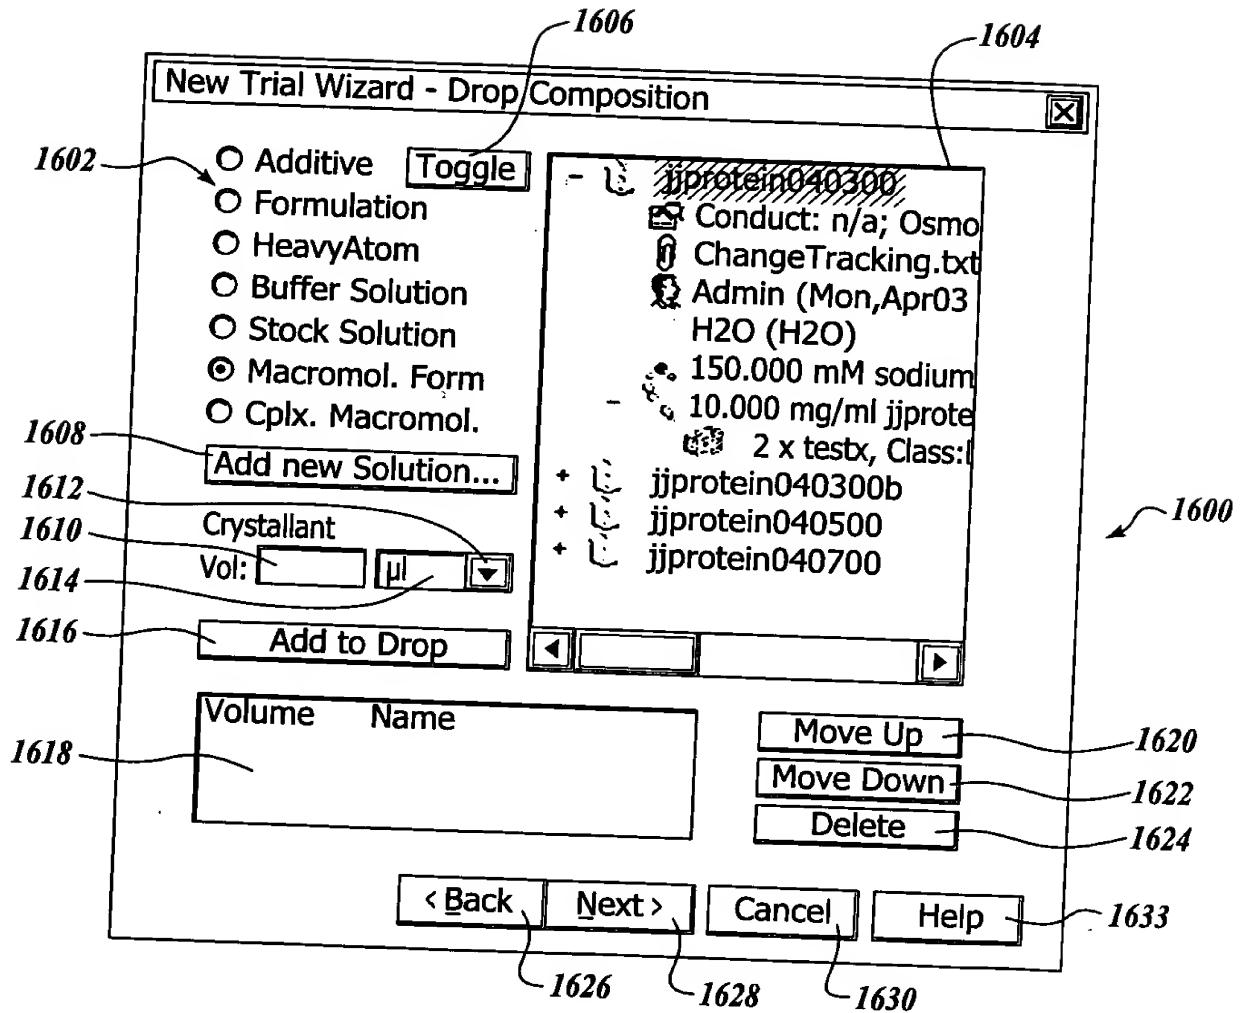 1606
1604
New Trial Wizard - Drop Composition
1602
Additive
Toggle
Formulation
HeavyAtom
Buffer Solution
Stock Solution
Macromol. Form
Cplx. Macromol.
1608
Add new Solution...
1612
Crystallant
1610
Vol:
µl
1614
1616
Add to Drop
- jjprotein040300
Conduct: n/a; Osmo
ChangeTracking.txt
Admin (Mon,Apr03
H2O (H2O)
150.000 mM sodium
- 10.000 mg/ml jjprote
2 x testx, Class:l
+ jjprotein040300b
+ jjprotein040500
+ jjprotein040700
1600
Volume Name
1618
Move Up
1620
Move Down
1622
Delete
1624
< Back
Next >
Cancel
Help
1633
1626
1628
1630